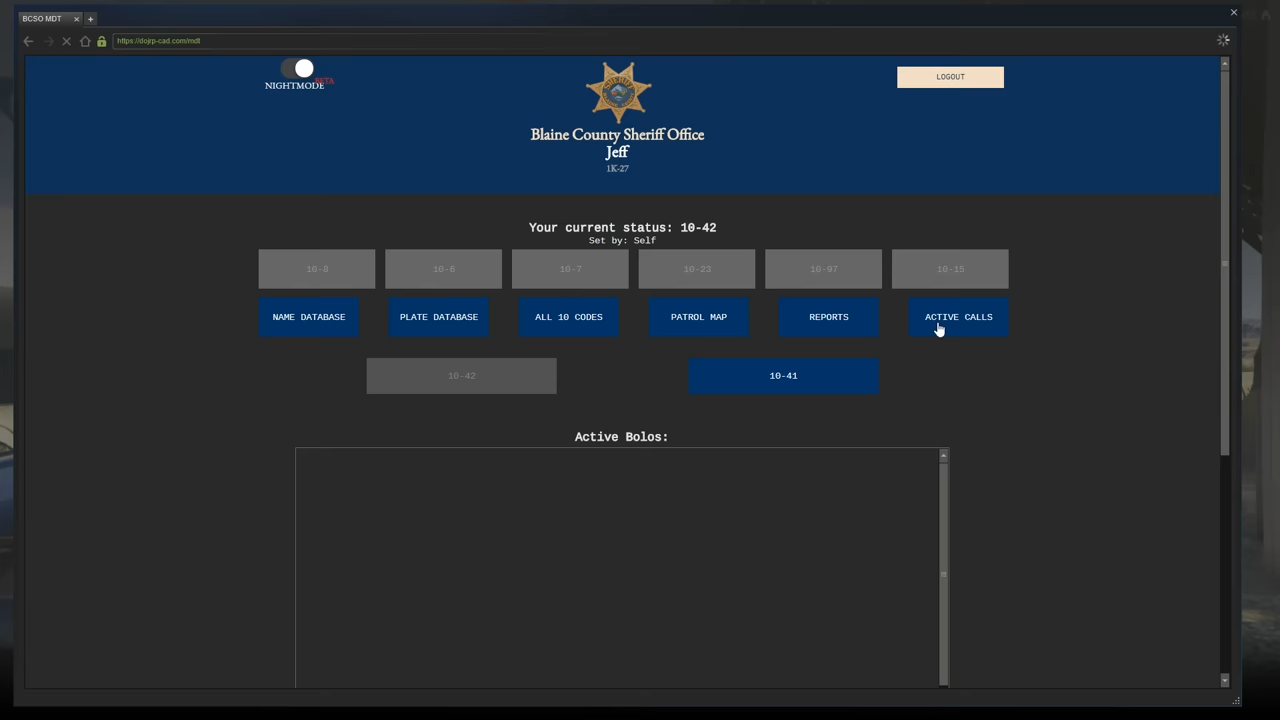 BCSO MDT
https://dojrp-cad.com/mdt
NIGHTMODE
BETA
SHERIFF
LOGOUT
Blaine County Sheriff Office
Jeff
1K-27
Your current status: 10-42
Set by: Self
10-8 10-6 10-7 10-23 10-97 10-15
NAME DATABASE PLATE DATABASE ALL 10 CODES PATROL MAP REPORTS ACTIVE CALLS
10-42 10-41
Active Bolos: